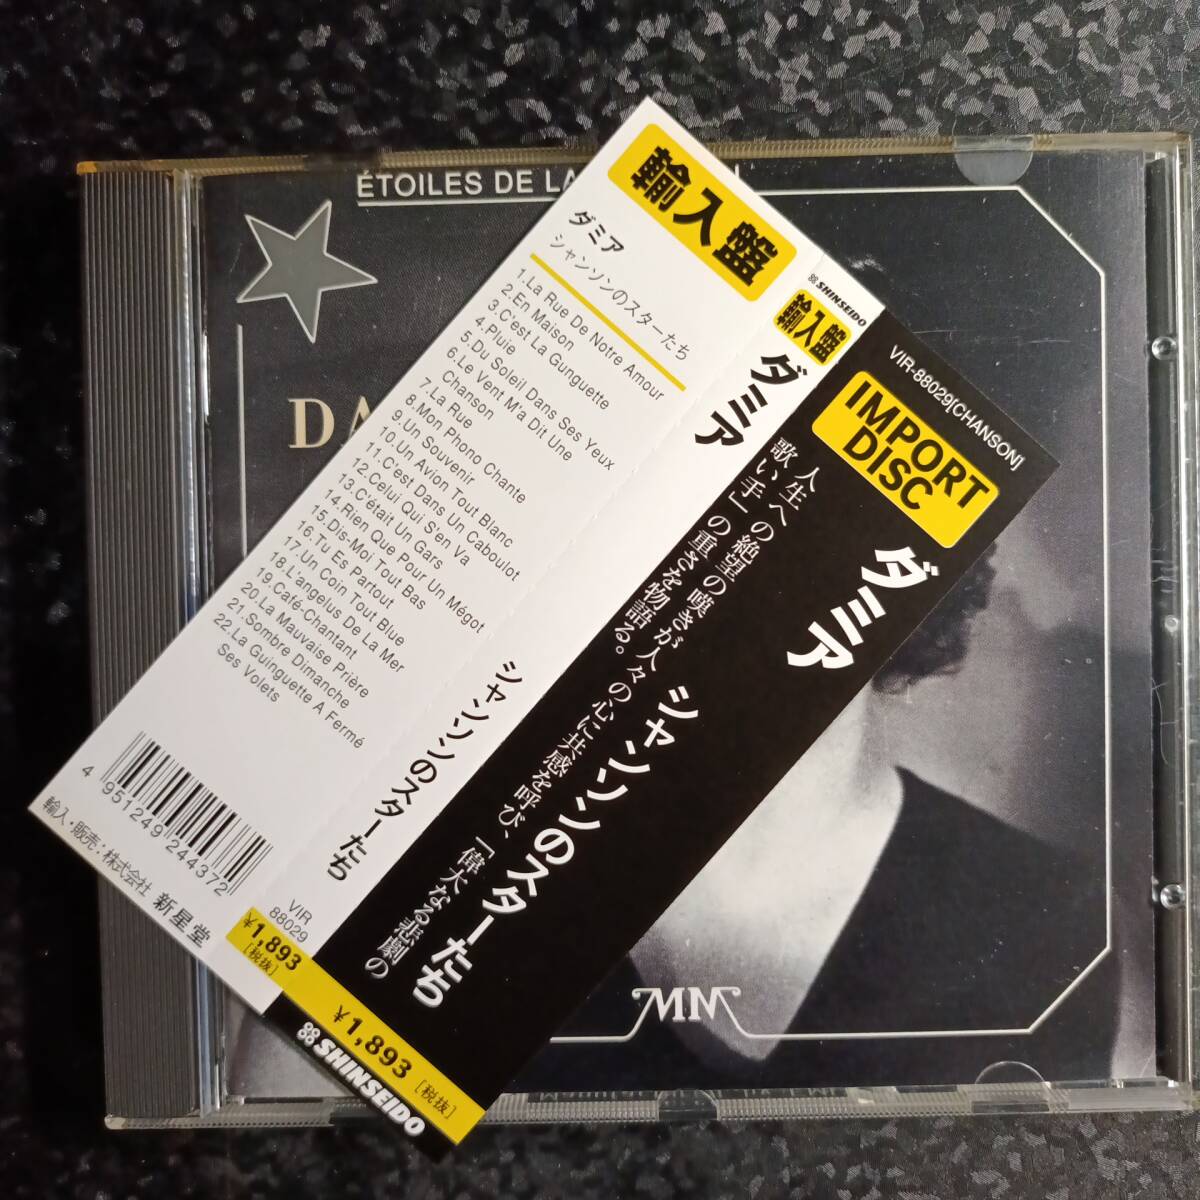 ÉTOILES DE LA
DA
輸入盤
ダミア
シャンソンのスターたち
1.La Rue De Notre Amour
2.En Maison
3.C'est La Gunguette
4.Pluie
5.Du Soleil Dans Ses Yeux
6.Le Vent M'a Dit Une
Chanson
7.La Rue
8.Mon Phono Chante
9.Un Souvenir
10.Un Avion Tout Blanc
11.C'est Dans Un Caboulot
12.Celui Qui S'en Va
13.C'était Un Gars
14.Rien Que Pour Un Mégot
15.Dis-Moi Tout Bas
16.Tu Es Partout
17.Un Coin Tout Blue
18.L'angelus De La Mer
19.Café-Chantant
20.La Mauvaise Prière
21.Sombre Dimanche
22.La Guinguette A Fermé
Ses Volets
4 951249 244372
輸入・販売:株式会社 新星堂
SHINSEIDO
輸入盤
ダミア
シャンソンのスターたち
VIR
88029
¥1,893
[税抜]
VIR-88029[CHANSON]
IMPORT
DISC
ダミア
シャンソンのスターたち
人生への絶望の嘆きが人々の心に共感を呼び、「偉大なる悲劇の
歌い手」の重さを物語る。
¥1,893
[税抜]
SHINSEIDO
MM